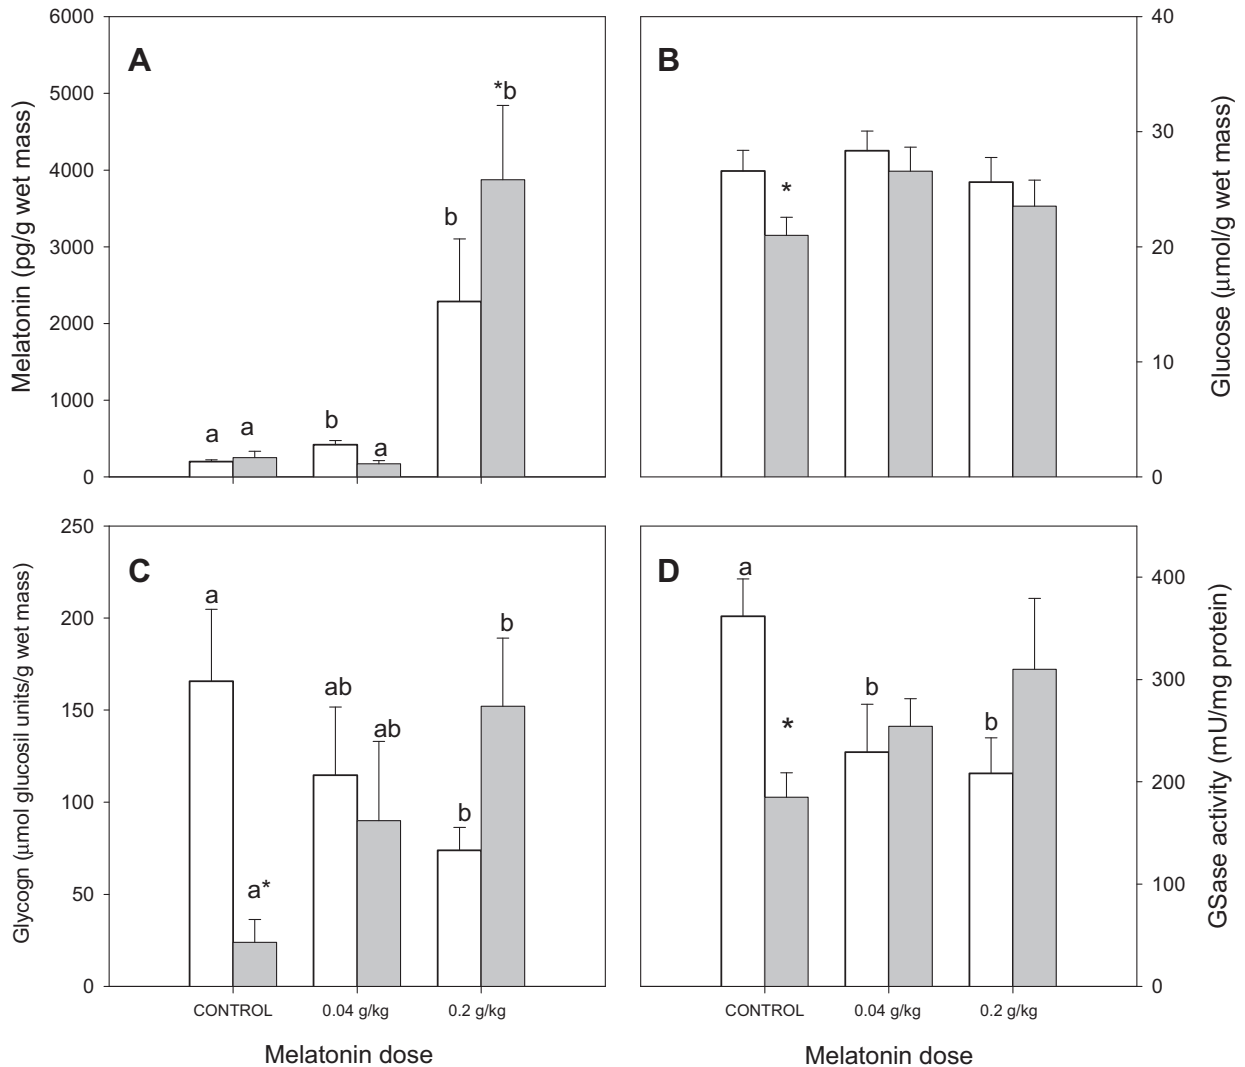 A
Melatonin (pg/g wet mass)
6000
5000
4000
3000
2000
1000
0
a
a
b
a
b
*b
B
Glucose (μmol/g wet mass)
40
30
20
10
0
*
C
Glycogn (μmol glucosil units/g wet mass)
250
200
150
100
50
0
a
a*
ab
ab
b
b
CONTROL
0.04 g/kg
0.2 g/kg
Melatonin dose
D
GSase activity (mU/mg protein)
400
300
200
100
0
a
*
b
b
CONTROL
0.04 g/kg
0.2 g/kg
Melatonin dose